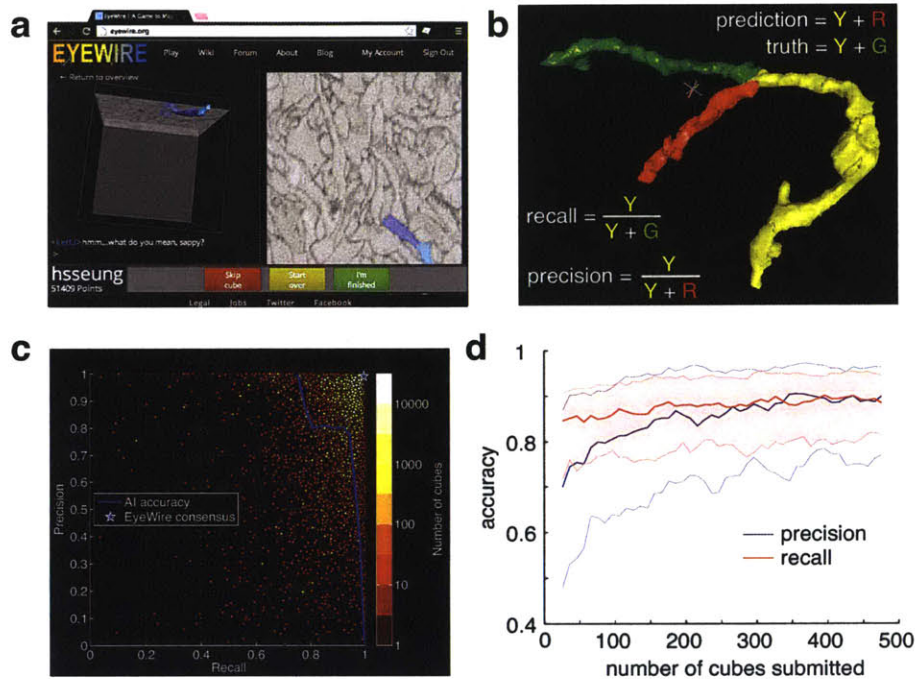 a
EyeWire | A Game to Map
eyewire.org
EYEWIRE
Play Wiki Forum About Blog My Account Sign Out
← Return to overview
hmm,...what do you mean, sappy?
hsseung
51409 Points
Skip cube
Start over
I'm finished
Legal Jobs Twitter Facebook
b
prediction = Y + R
truth = Y + G
recall = Y / Y + G
precision = Y / Y + R
c
1
0.9
0.8
0.7
0.6
0.5
0.4
0.3
0.2
0.1
0
Precision
AI accuracy
EyeWire consensus
0 0.2 0.4 0.6 0.8 1
Recall
10000
1000
100
10
1
Number of cubes
d
1
0.8
0.6
0.4
accuracy
precision
recall
0 100 200 300 400 500
number of cubes submitted